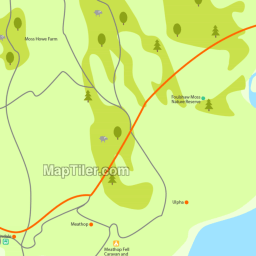 Moss Howe Farm
Foulshaw Moss
Nature Reserve
MapTiler.com
Ulpha
Meathop
Meathop Fell
Caravan and